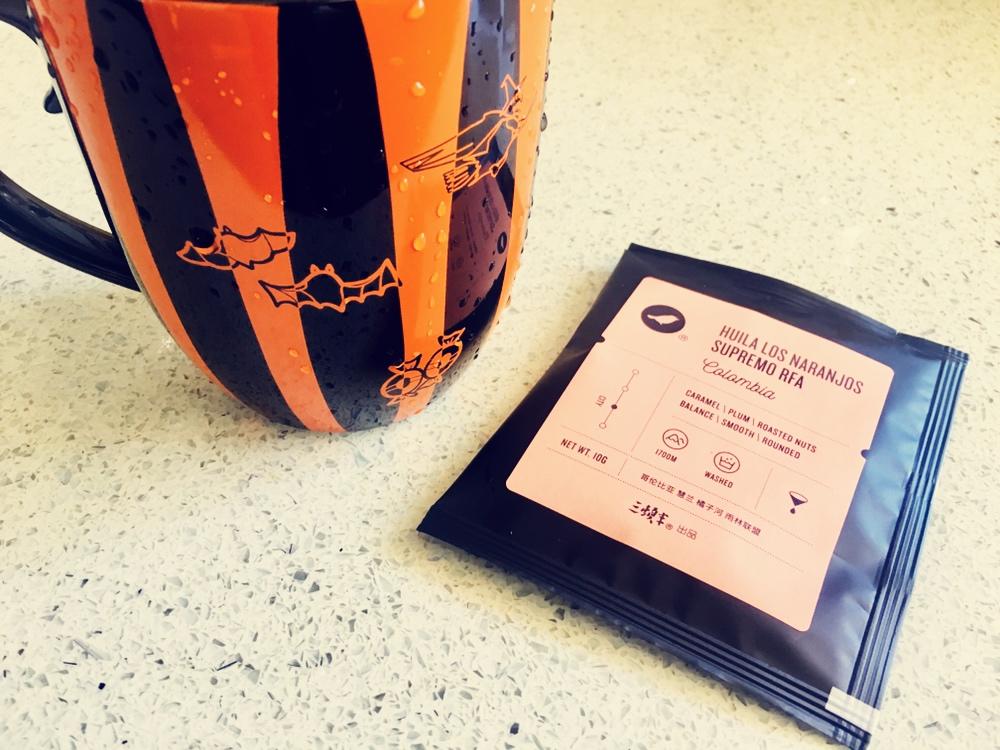 HUILA LOS NARANJOS
SUPREMO RFA
Colombia
CARAMEL \ PLUM \ ROASTED NUTS
BALANCE \ SMOOTH \ ROUNDED
1700M
WASHED
NET WT. 10G
哥伦比亚 慧兰 橘子河 雨林联盟
三顿半® 出品